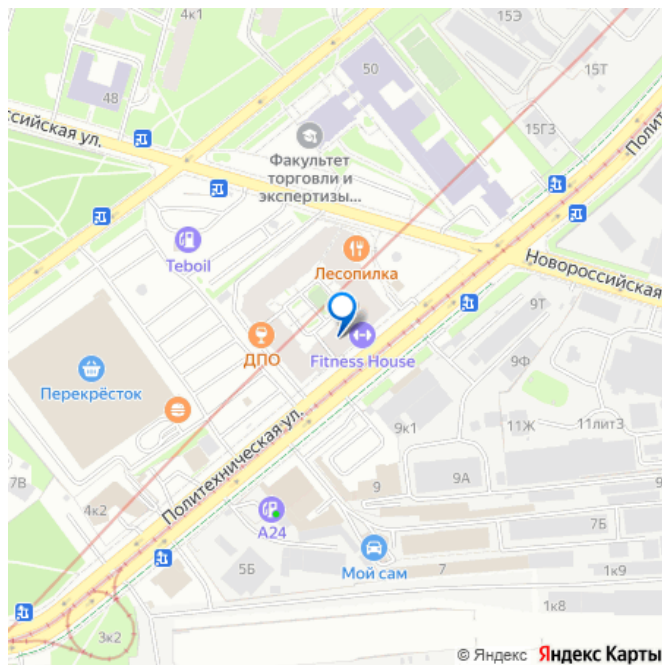 4к1
15Э
50
15Т
48
15ГЗ
Полит
ссийская ул.
Факультет
торговли и
экспертизы...
Teboil
Лесопилка
Новороссийская
9Т
ДПО
Fitness House
9Ф
Перекрёсток
9к1
11Ж
11литЗ
Политехническая ул.
7В
4к2
9
9А
7Б
А24
5Б
Мой сам
7
1к9
1к8
3к2
© Яндекс Яндекс Карты